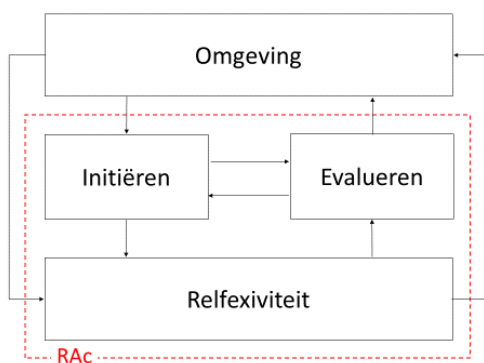 Omgeving
Initiëren
Evalueren
Relfexiviteit
RAc